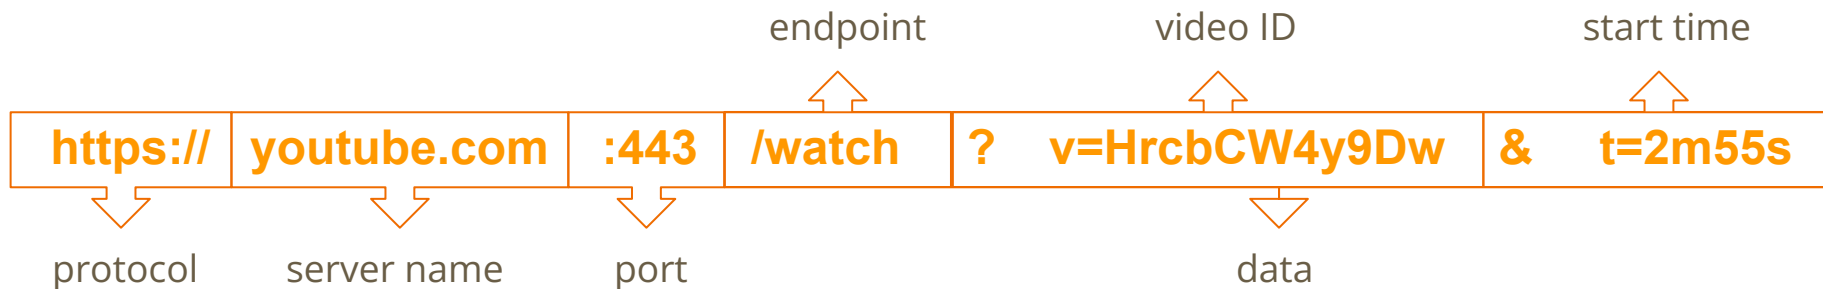 endpoint video ID start time
https:// youtube.com :443 /watch ? v=HrcbCW4y9Dw & t=2m55s
protocol server name port data